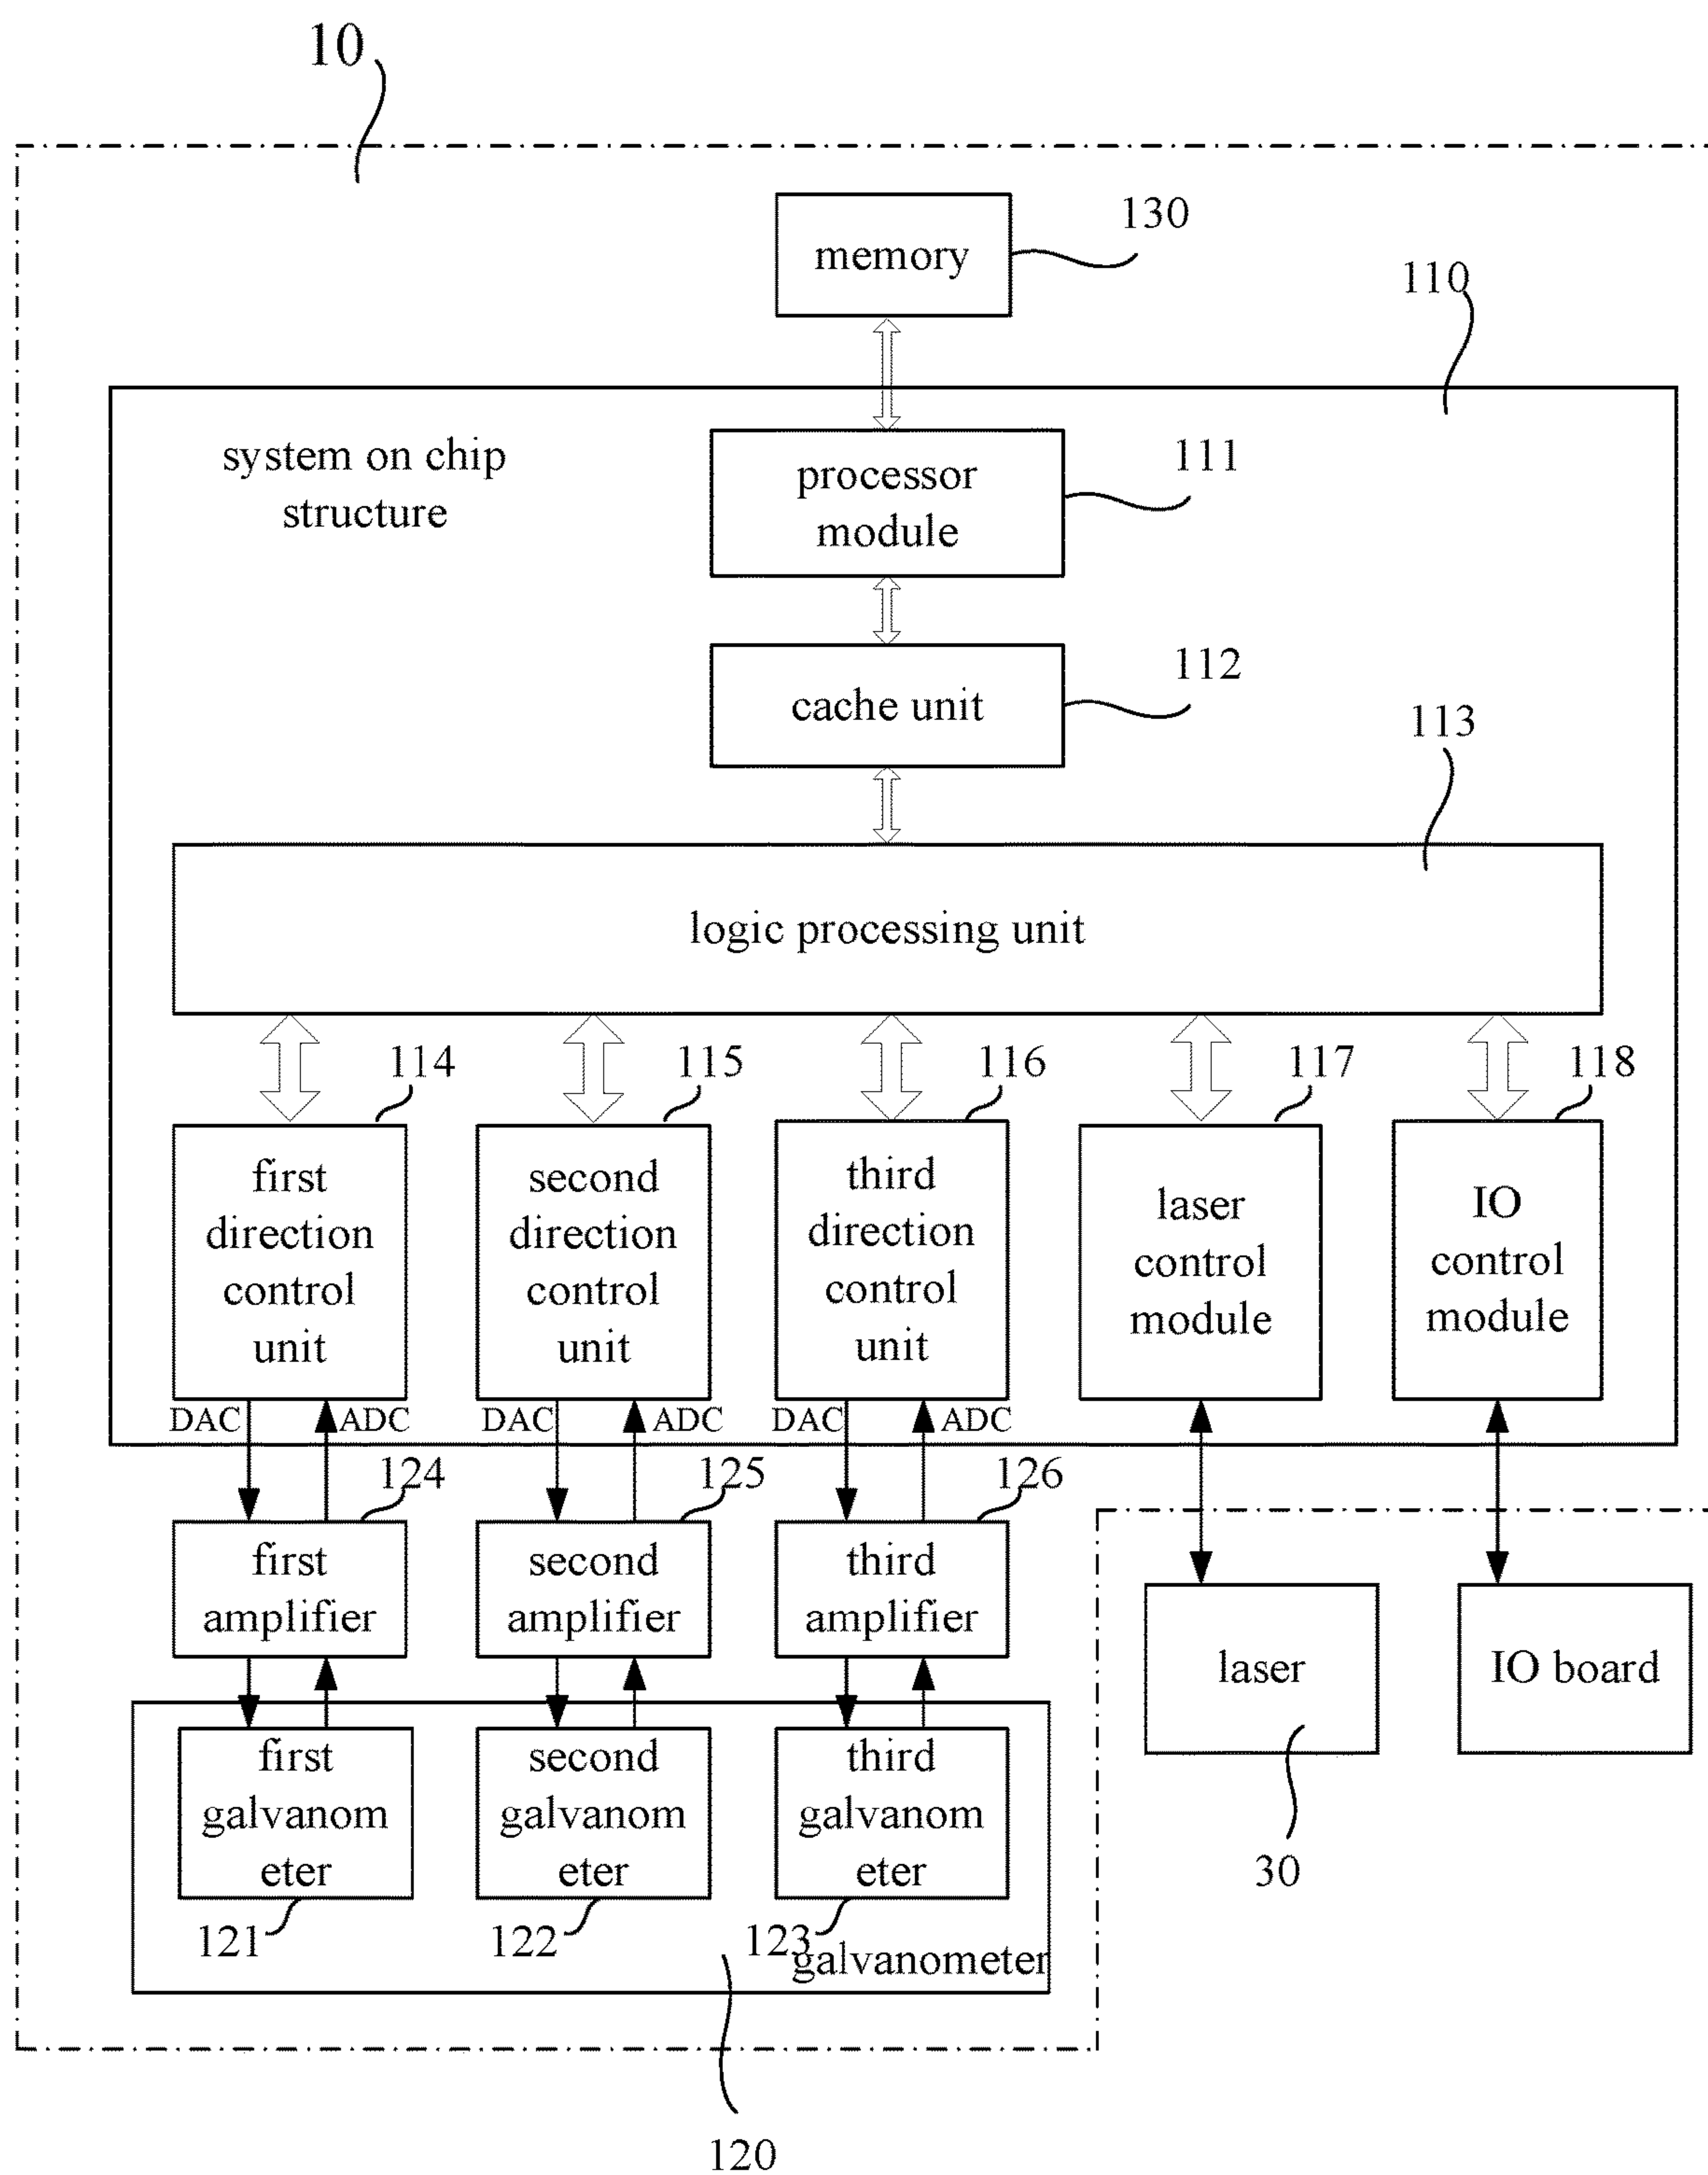 10
memory
130
110
system on chip
structure
processor
module
111
cache unit
112
113
logic processing unit
114
115
116
117
118
first
direction
control
unit
second
direction
control
unit
third
direction
control
unit
laser
control
module
IO
control
module
DAC
ADC
DAC
ADC
DAC
ADC
124
125
126
first
amplifier
second
amplifier
third
amplifier
laser
IO board
first
galvanom
eter
second
galvanom
eter
third
galvanom
eter
30
121
122
123
galvanometer
120